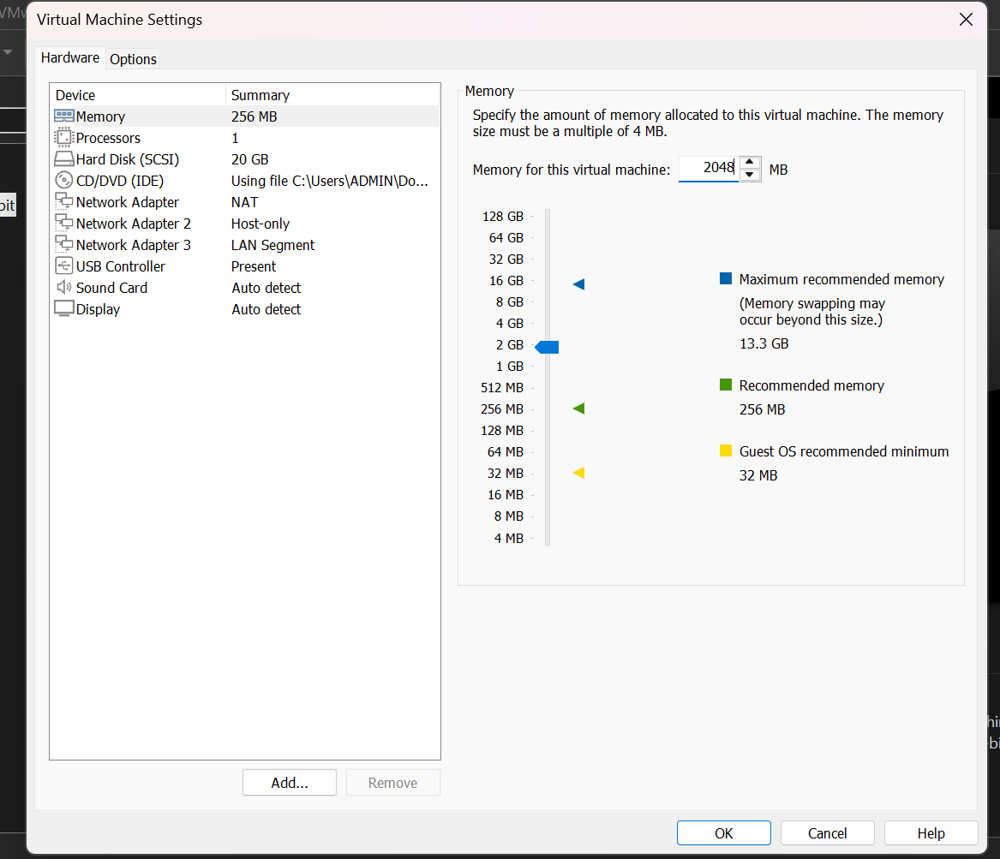 Virtual Machine Settings
Hardware
Options
Device Summary
Memory 256 MB
Processors 1
Hard Disk (SCSI) 20 GB
CD/DVD (IDE) Using file C:\Users\ADMIN\Do...
Network Adapter NAT
Network Adapter 2 Host-only
Network Adapter 3 LAN Segment
USB Controller Present
Sound Card Auto detect
Display Auto detect
Add...
Remove
Memory
Specify the amount of memory allocated to this virtual machine. The memory
size must be a multiple of 4 MB.
Memory for this virtual machine: 2048 MB
128 GB
64 GB
32 GB
16 GB
8 GB
4 GB
2 GB
1 GB
512 MB
256 MB
128 MB
64 MB
32 MB
16 MB
8 MB
4 MB
Maximum recommended memory
(Memory swapping may
occur beyond this size.)
13.3 GB
Recommended memory
256 MB
Guest OS recommended minimum
32 MB
OK
Cancel
Help